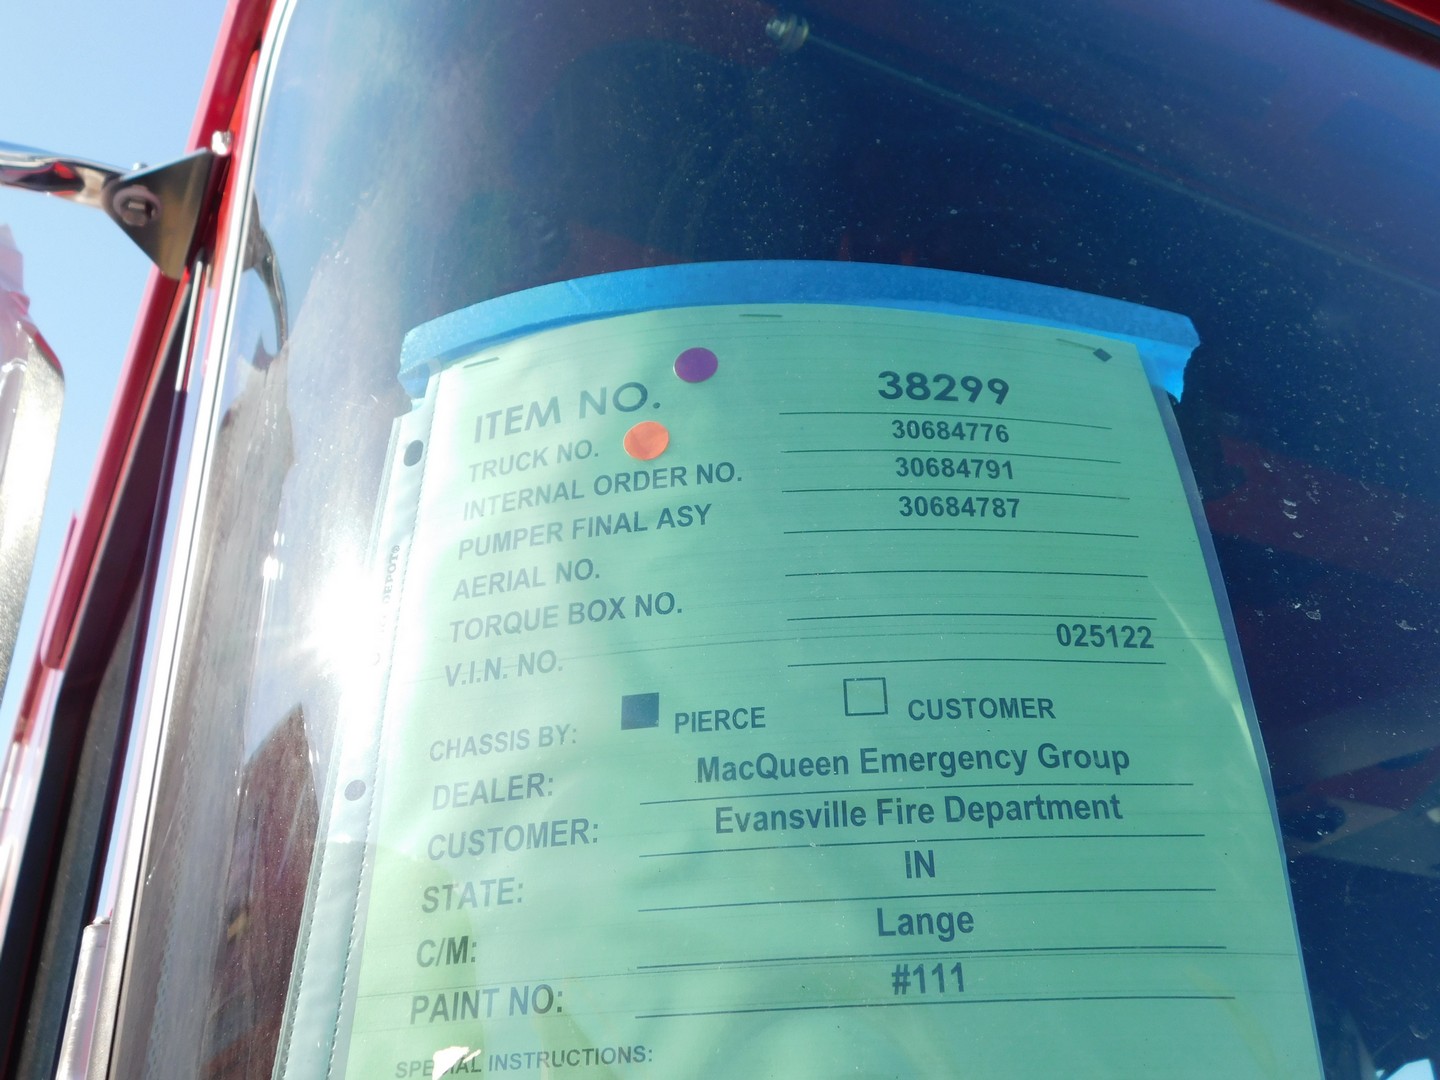 ITEM NO. 38299
TRUCK NO. 30684776
INTERNAL ORDER NO. 30684791
PUMPER FINAL ASY 30684787
AERIAL NO.
TORQUE BOX NO.
V.I.N. NO. 025122
CHASSIS BY: PIERCE CUSTOMER
DEALER: MacQueen Emergency Group
CUSTOMER: Evansville Fire Department
STATE: IN
C/M: Lange
PAINT NO: #111
INSTRUCTIONS: